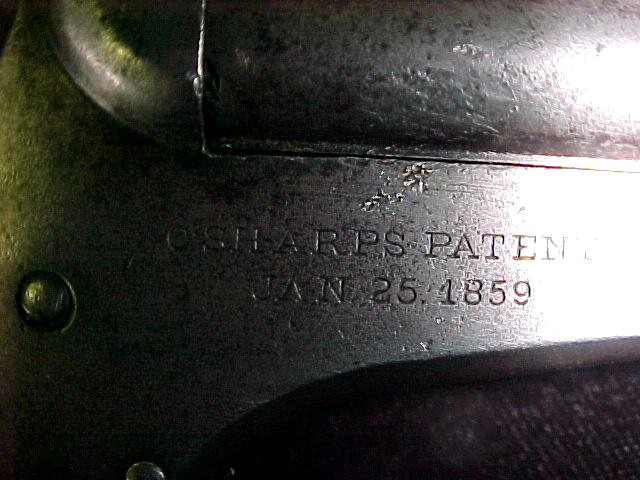 C SHARPS PATENT
JAN. 25. 1859